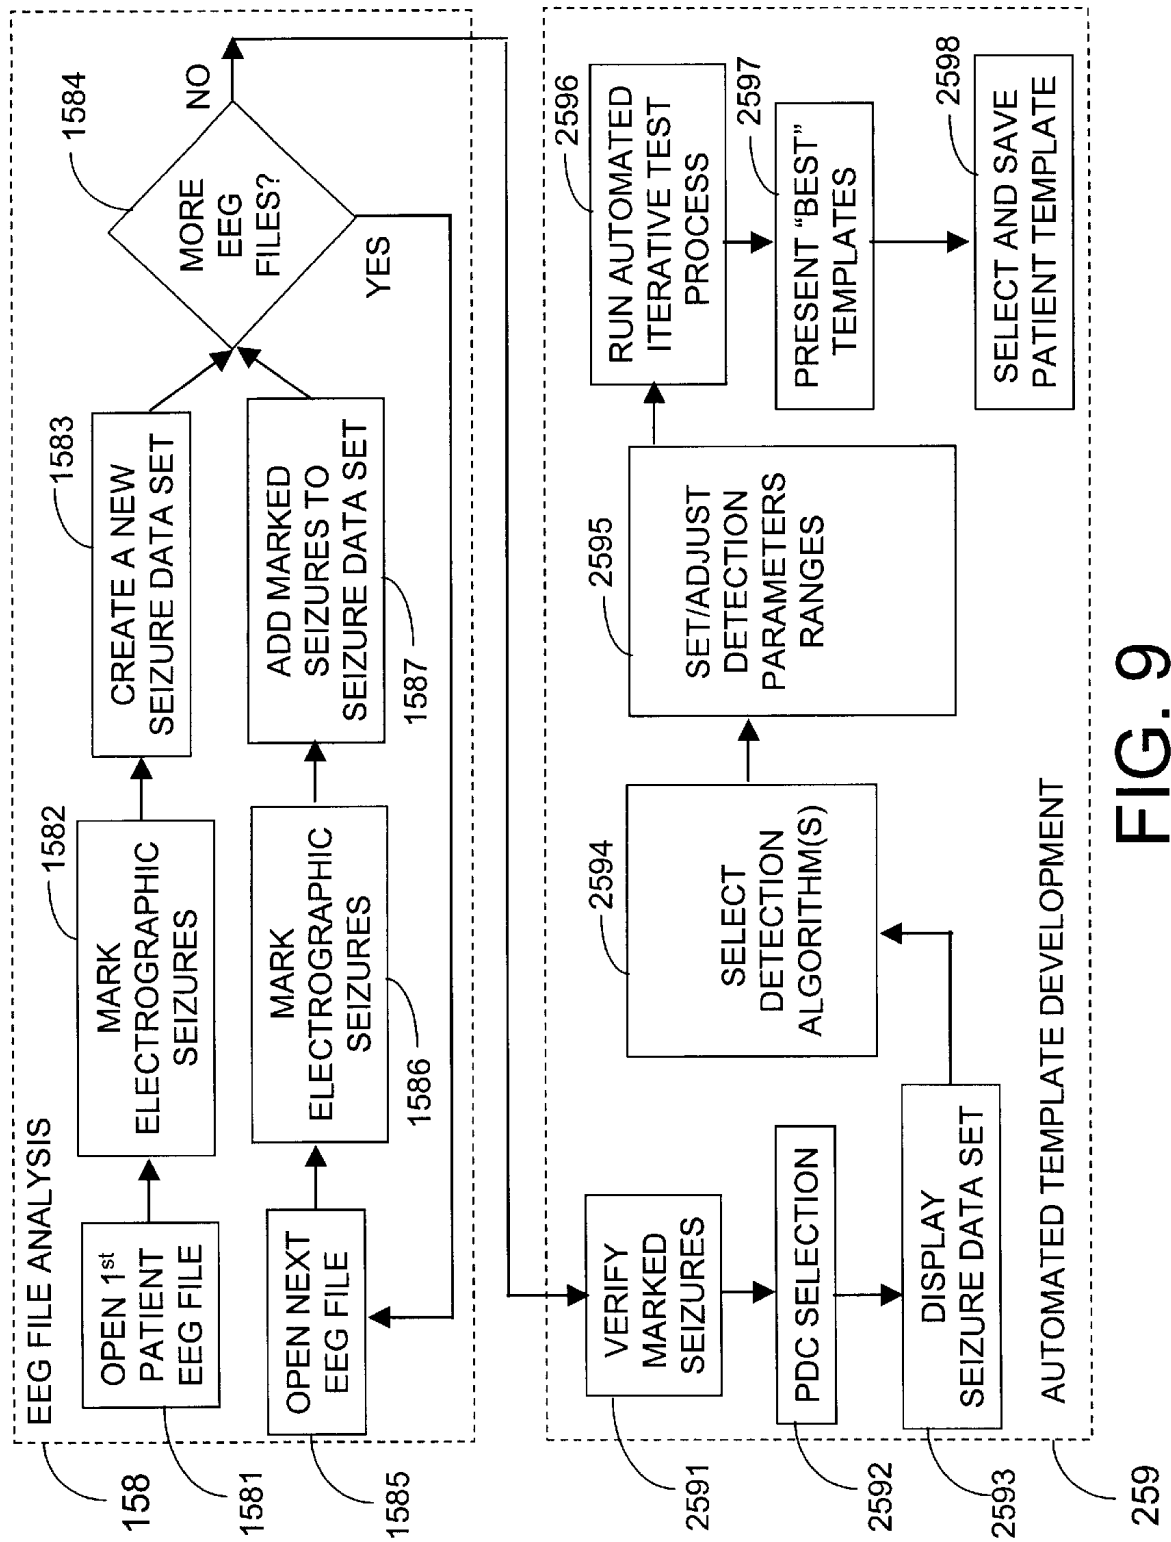 EEG FILE ANALYSIS
158
OPEN 1st
PATIENT
EEG FILE
1581
MARK
ELECTROGRAPHIC
SEIZURES
1582
CREATE A NEW
SEIZURE DATA SET
1583
MORE
EEG
FILES?
1584
NO
YES
OPEN NEXT
EEG FILE
1585
MARK
ELECTROGRAPHIC
SEIZURES
1586
ADD MARKED
SEIZURES TO
SEIZURE DATA SET
1587
VERIFY
MARKED
SEIZURES
2591
PDC SELECTION
2592
DISPLAY
SEIZURE DATA SET
2593
SELECT
DETECTION
ALGORITHM(S)
2594
SET/ADJUST
DETECTION
PARAMETERS
RANGES
2595
RUN AUTOMATED
ITERATIVE TEST
PROCESS
2596
PRESENT “BEST”
TEMPLATES
2597
SELECT AND SAVE
PATIENT TEMPLATE
2598
AUTOMATED TEMPLATE DEVELOPMENT
259
FIG. 9